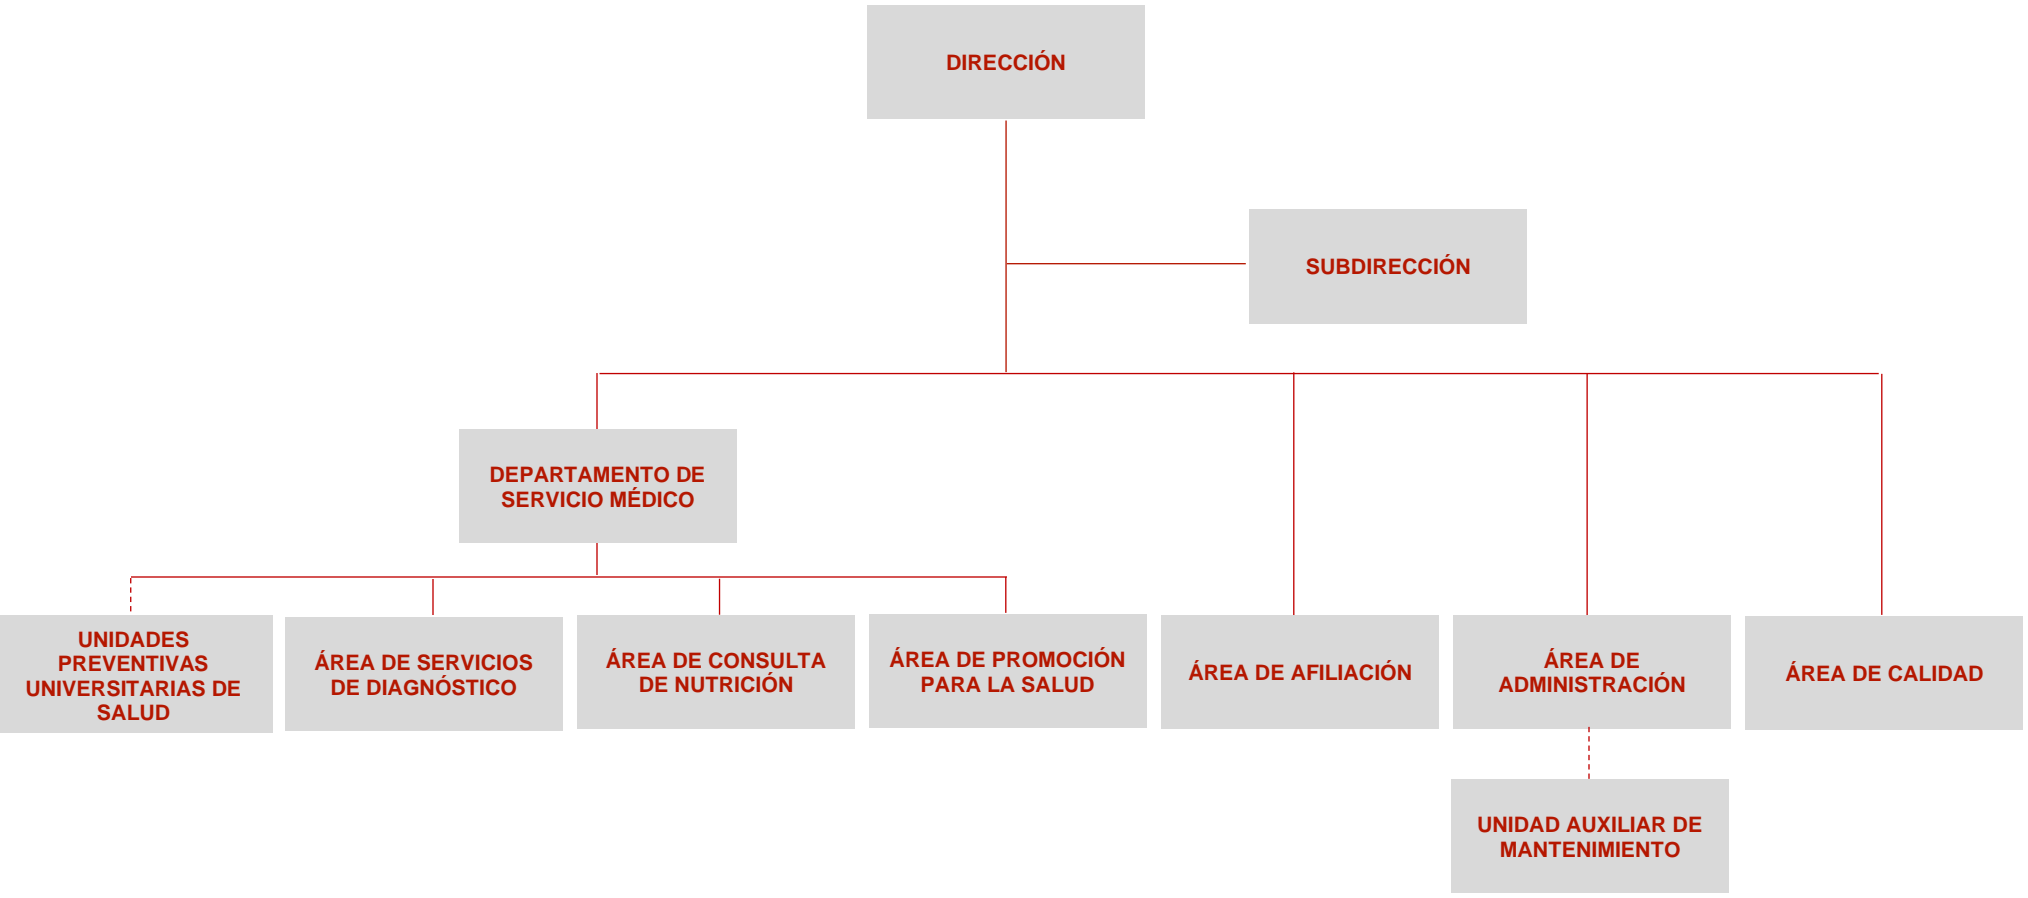 DIRECCIÓN
SUBDIRECCIÓN
DEPARTAMENTO DE
SERVICIO MÉDICO
UNIDADES
PREVENTIVAS
UNIVERSITARIAS DE
SALUD
ÁREA DE SERVICIOS
DE DIAGNÓSTICO
ÁREA DE CONSULTA
DE NUTRICIÓN
ÁREA DE PROMOCIÓN
PARA LA SALUD
ÁREA DE AFILIACIÓN
ÁREA DE
ADMINISTRACIÓN
ÁREA DE CALIDAD
UNIDAD AUXILIAR DE
MANTENIMIENTO